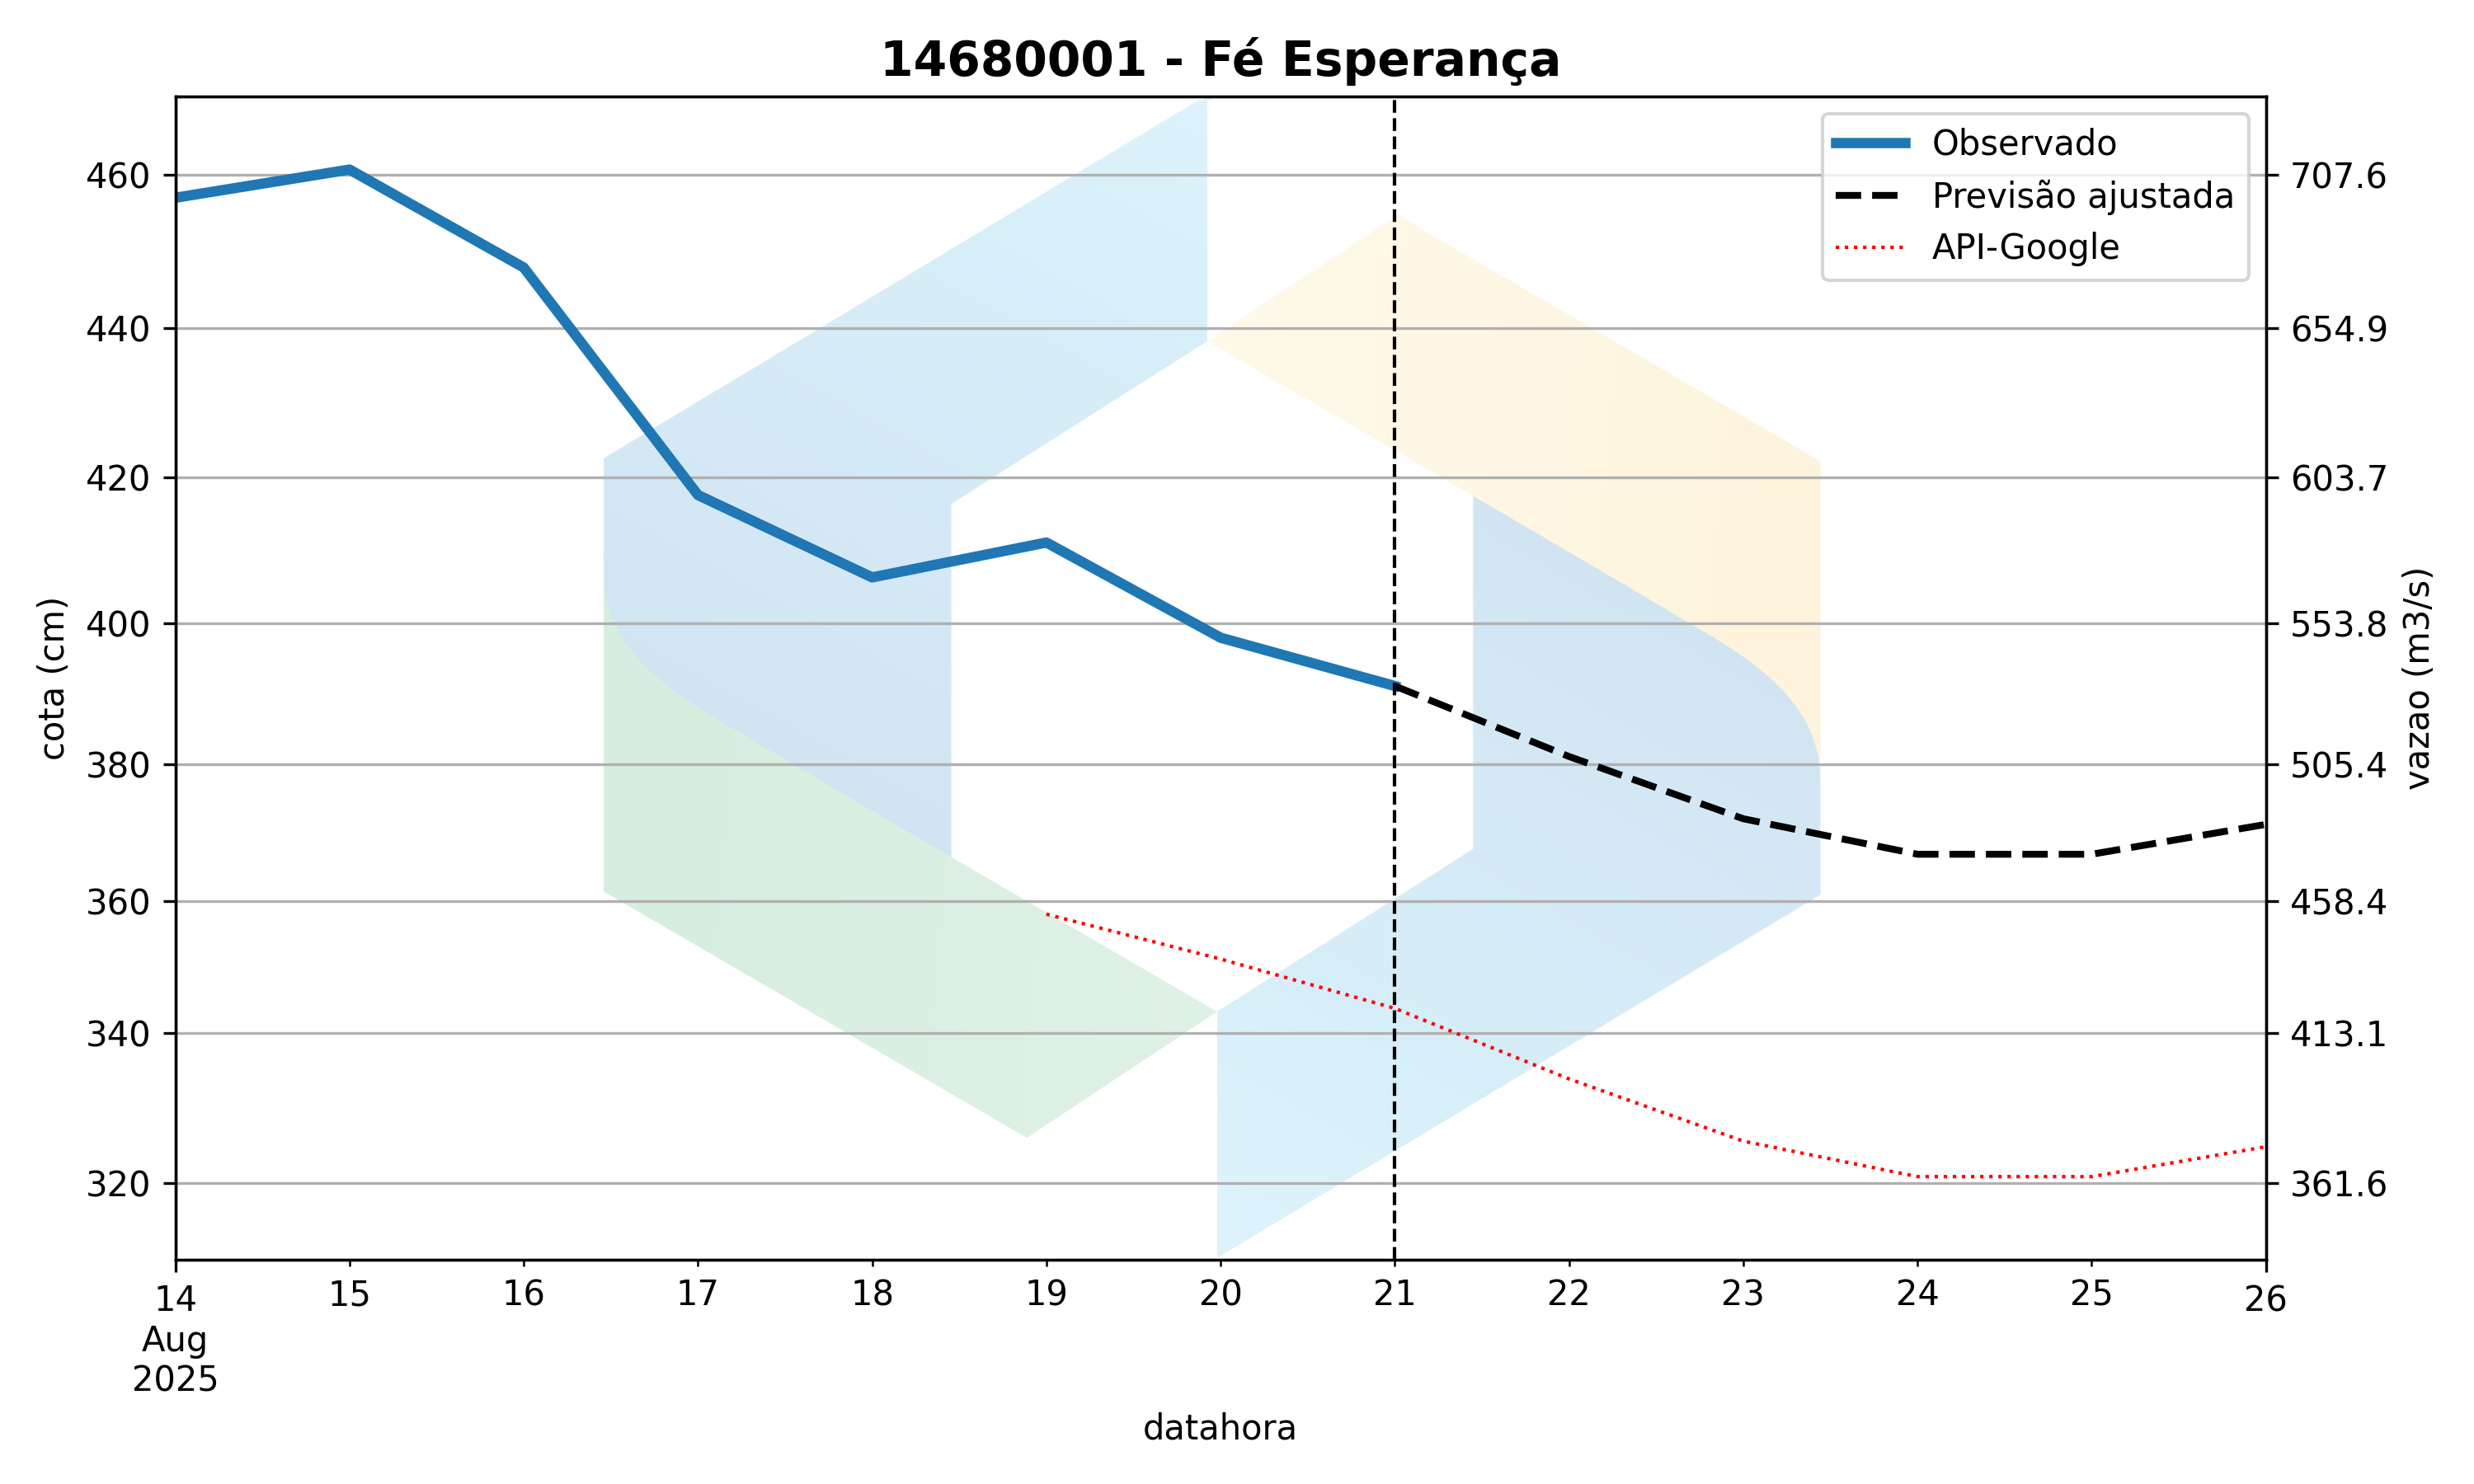 14680001 - Fé Esperança
Observado
Previsão ajustada
API-Google
460
440
420
400
380
360
340
320
cota (cm)
707.6
654.9
603.7
553.8
505.4
458.4
413.1
361.6
vazao (m3/s)
14 15 16 17 18 19 20 21 22 23 24 25 26
Aug
2025
datahora